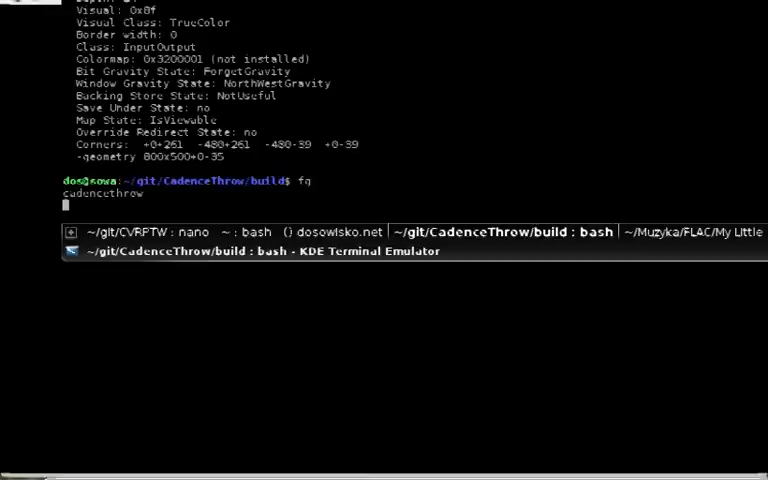 Visual: 0x8f
Visual Class: TrueColor
Border width: 0
Class: InputOutput
Colormap: 0x3200001 (not installed)
Bit Gravity State: ForgetGravity
Window Gravity State: NorthWestGravity
Backing Store State: NotUseful
Save Under State: no
Map State: IsViewable
Override Redirect State: no
Corners:  +0+261  -480+261  -480-39  +0-39
-geometry 800x500+0-35
dos@sowa:~/git/CadenceThrow/build$ fg
cadencethrow
~/git/CVRPTW : nano ~ : bash () dosowisko.net ~/git/CadenceThrow/build : bash ~/Muzyka/FLAC/My Little
~/git/CadenceThrow/build : bash - KDE Terminal Emulator